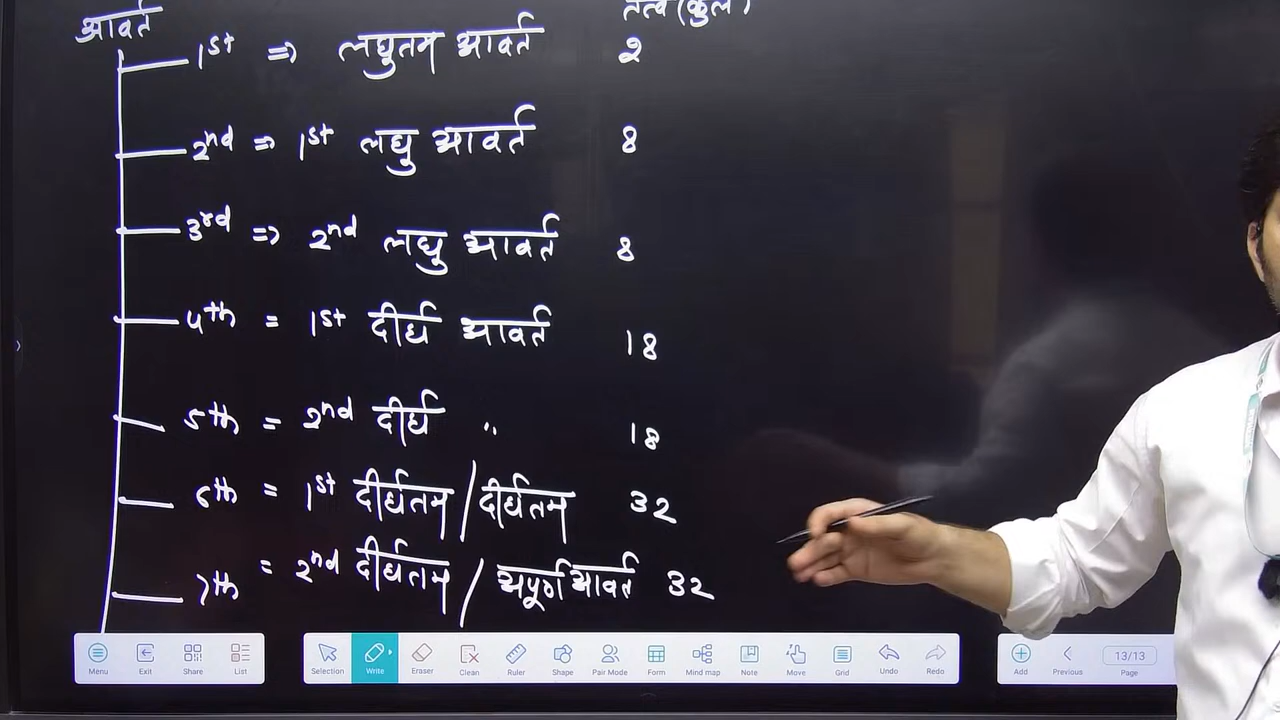 आवर्त
तत्व (कुल)
1st => लघुतम आवर्त 2
2nd => 1st लघु आवर्त 8
3rd => 2nd लघु आवर्त 8
4th = 1st दीर्घ आवर्त 18
5th = 2nd दीर्घ " 18
6th = 1st दीर्घतम / दीर्घतम 32
7th = 2nd दीर्घतम / अपूर्ण आवर्त 32
Menu Exit Share List Selection Write Eraser Clean Ruler Shape Pair Mode Form Mind map Note Move Grid Undo Redo Add Previous 13/13 Page